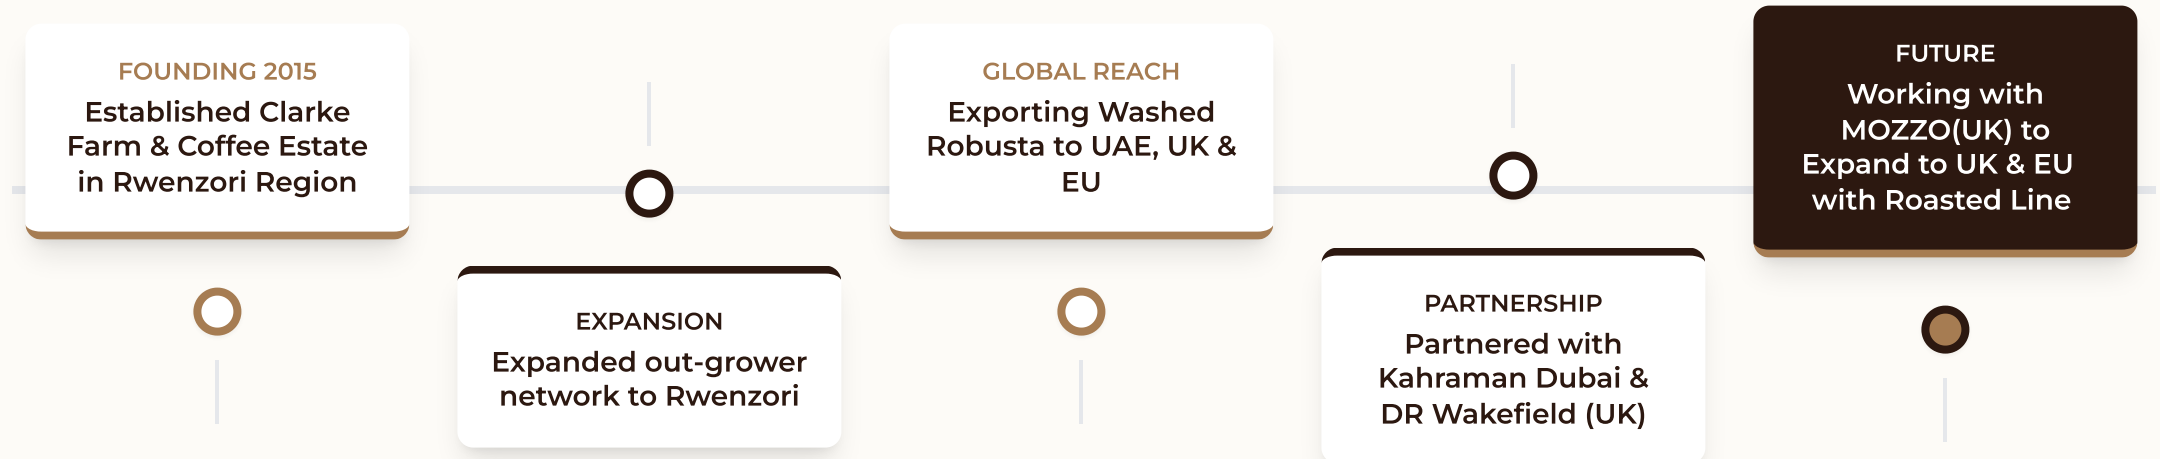 FOUNDING 2015
Established Clarke
Farm & Coffee Estate
in Rwenzori Region
EXPANSION
Expanded out-grower
network to Rwenzori
GLOBAL REACH
Exporting Washed
Robusta to UAE, UK &
EU
PARTNERSHIP
Partnered with
Kahraman Dubai &
DR Wakefield (UK)
FUTURE
Working with
MOZZO(UK) to
Expand to UK & EU
with Roasted Line